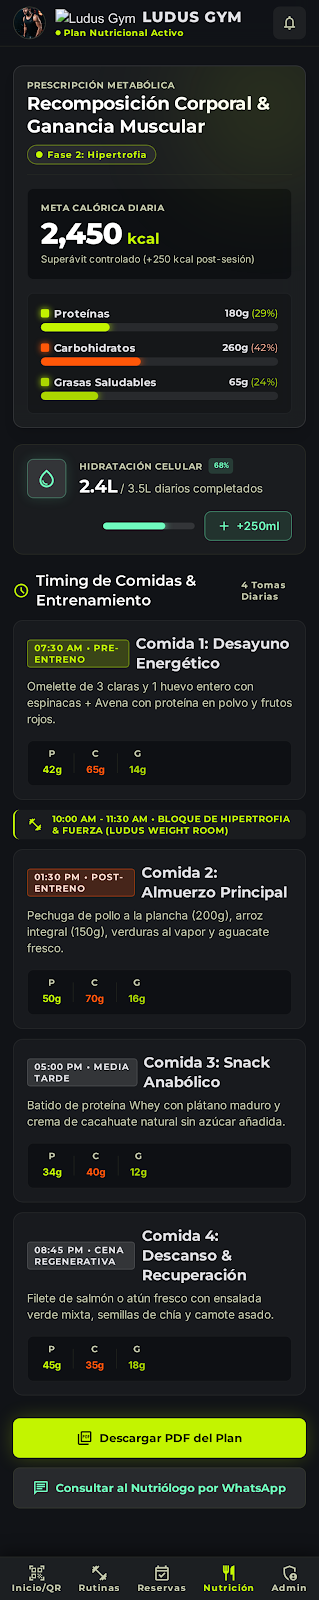 Ludus Gym LUDUS GYM
Plan Nutricional Activo
PRESCRIPCIÓN METABÓLICA
Recomposición Corporal &
Ganancia Muscular
Fase 2: Hipertrofia
META CALÓRICA DIARIA
2,450 kcal
Superávit controlado (+250 kcal post-sesión)
Proteínas 180g (29%)
Carbohidratos 260g (42%)
Grasas Saludables 65g (24%)
HIDRATACIÓN CELULAR 68%
2.4L / 3.5L diarios completados
+250ml
Timing de Comidas &
Entrenamiento
4 Tomas
Diarias
07:30 AM • PRE-
ENTRENO
Comida 1: Desayuno
Energético
Omelette de 3 claras y 1 huevo entero con
espinacas + Avena con proteína en polvo y frutos
rojos.
P C G
42g 65g 14g
10:00 AM - 11:30 AM • BLOQUE DE HIPERTROFIA
& FUERZA (LUDUS WEIGHT ROOM)
01:30 PM • POST-
ENTRENO
Comida 2:
Almuerzo Principal
Pechuga de pollo a la plancha (200g), arroz
integral (150g), verduras al vapor y aguacate
fresco.
P C G
50g 70g 16g
05:00 PM • MEDIA
TARDE
Comida 3: Snack
Anabólico
Batido de proteína Whey con plátano maduro y
crema de cacahuate natural sin azúcar añadida.
P C G
34g 40g 12g
08:45 PM • CENA
REGENERATIVA
Comida 4:
Descanso &
Recuperación
Filete de salmón o atún fresco con ensalada
verde mixta, semillas de chía y camote asado.
P C G
45g 35g 18g
PDF Descargar PDF del Plan
Consultar al Nutriólogo por WhatsApp
Inicio/QR Rutinas Reservas Nutrición Admin